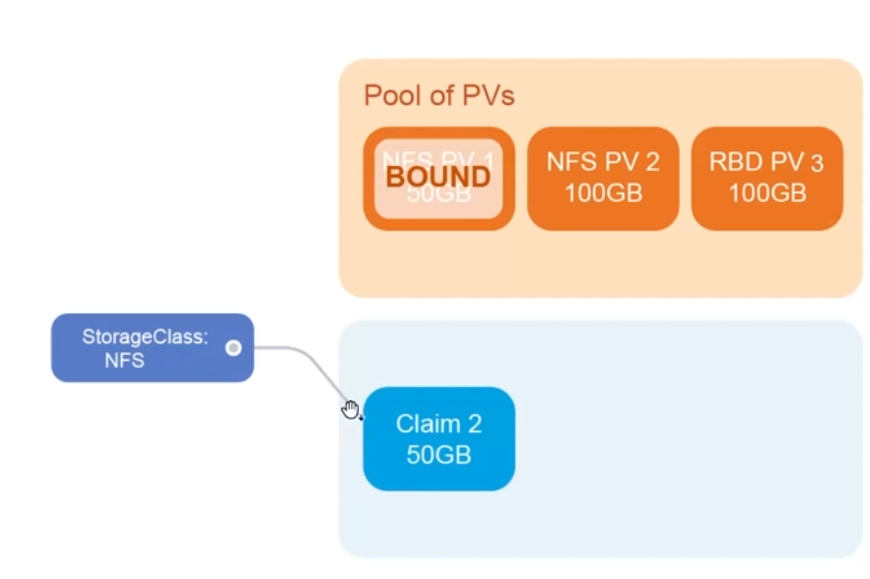 Pool of PVs
NFS PV 1
BOUND
50GB
NFS PV 2
100GB
RBD PV 3
100GB
StorageClass:
NFS
Claim 2
50GB